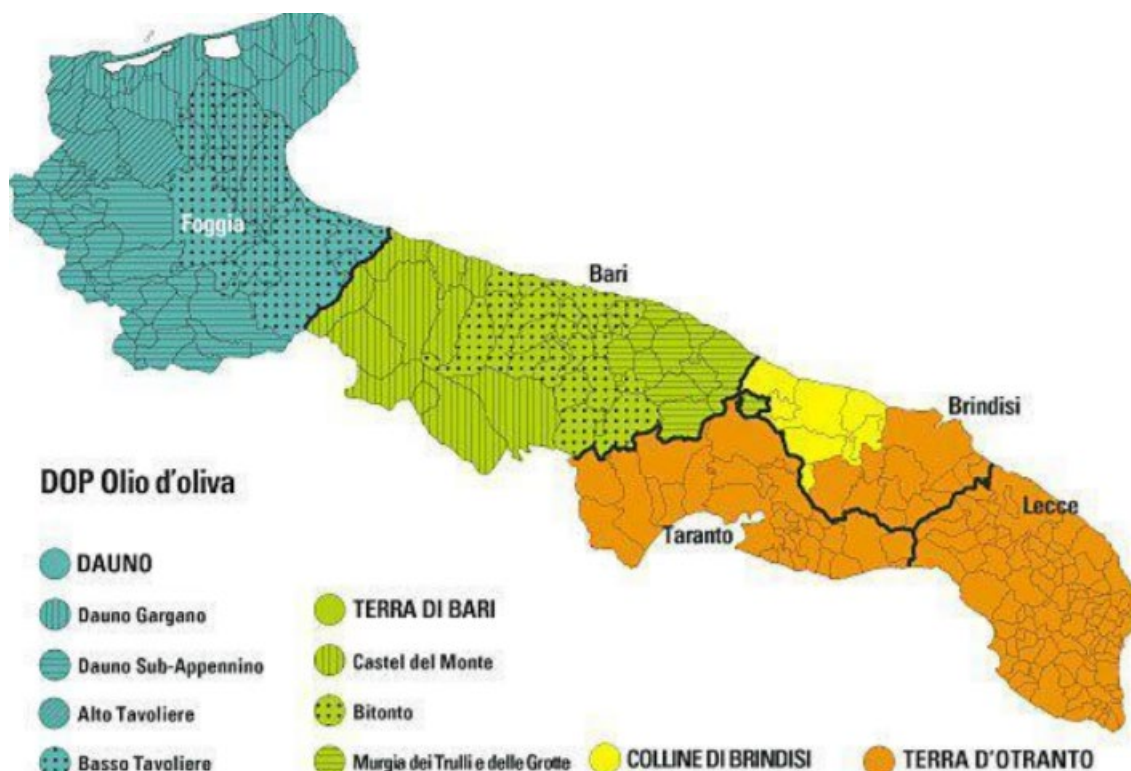 Foggia
Bari
Brindisi
Lecce
Taranto
DOP Olio d'oliva
DAUNO
Dauno Gargano
Dauno Sub-Appennino
Alto Tavoliere
Basso Tavoliere
TERRA DI BARI
Castel del Monte
Bitonto
Murgia dei Trulli e delle Grotte
COLLINE DI BRINDISI
TERRA D'OTRANTO